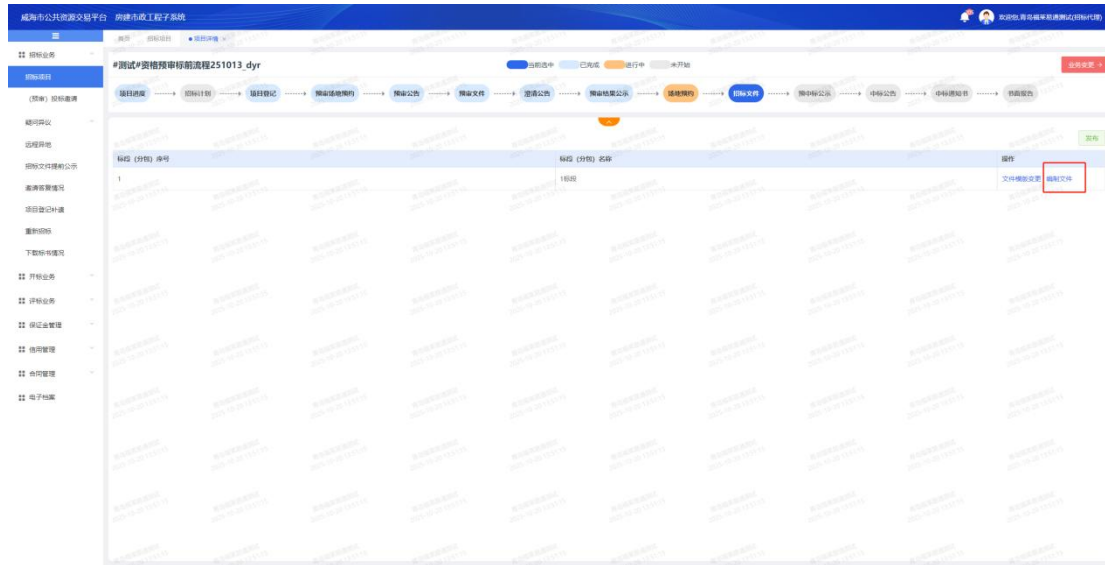 威海市公共资源交易平台 房建市政工程子系统
欢迎您,青岛福莱易通测试(招标代理)
首页 招标项目 项目详情 ×
招标业务
招标项目
(预审) 投标邀请
疑问异议
远程异地
招标文件提前公示
邀请答复情况
项目登记补遗
重新招标
下载标书情况
开标业务
评标业务
保证金管理
信用管理
合同管理
电子档案
#测试#资格预审标前流程251013_dyr
当前选中 已完成 进行中 未开始
业务变更
项目进度 招标计划 项目登记 预审场地预约 预审公告 预审文件 澄清公告 预审结果公示 场地预约 招标文件 预中标公示 中标公告 中标通知书 书面报告
发布
标段 (分包) 序号 标段 (分包) 名称 操作
1 1标段 文件模版变更 编制文件